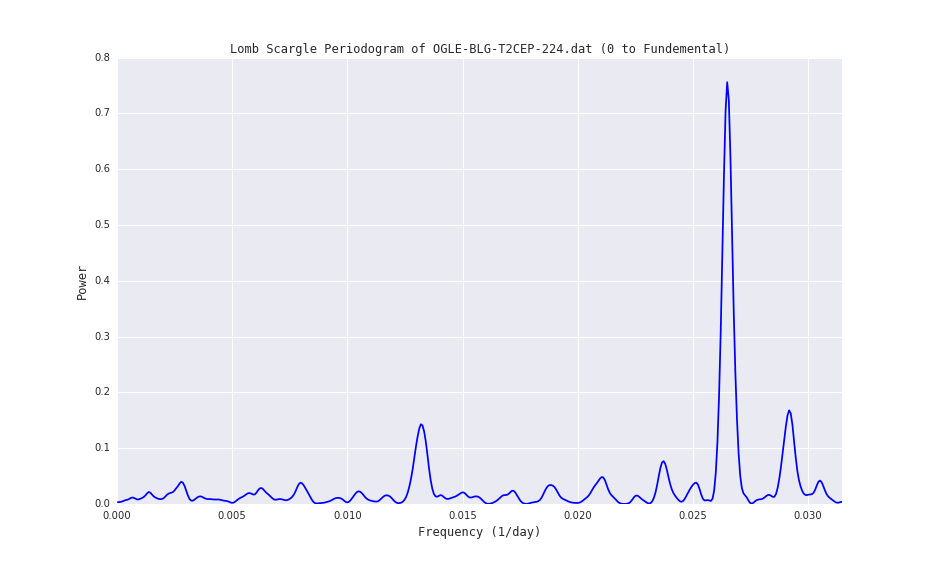 Lomb Scargle Periodogram of OGLE-BLG-T2CEP-224.dat (0 to Fundemental)
0.8
0.7
0.6
0.5
0.4
0.3
0.2
0.1
0.0
Power
0.000 0.005 0.010 0.015 0.020 0.025 0.030
Frequency (1/day)